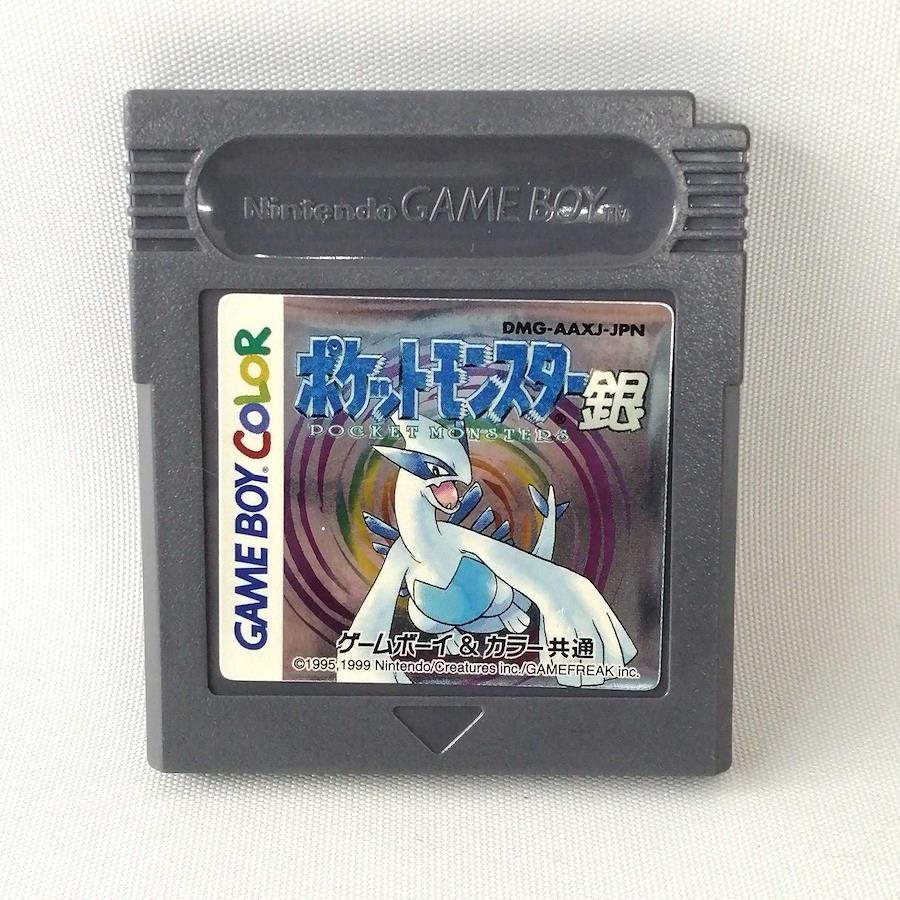 Nintendo GAME BOY TM
GAME BOY® COLOR
DMG-AAXJ-JPN
ポケットモンスター銀
POCKET MONSTERS
ゲームボーイ & カラー共通
©1995,1999 Nintendo/Creatures inc./GAMEFREAK inc.